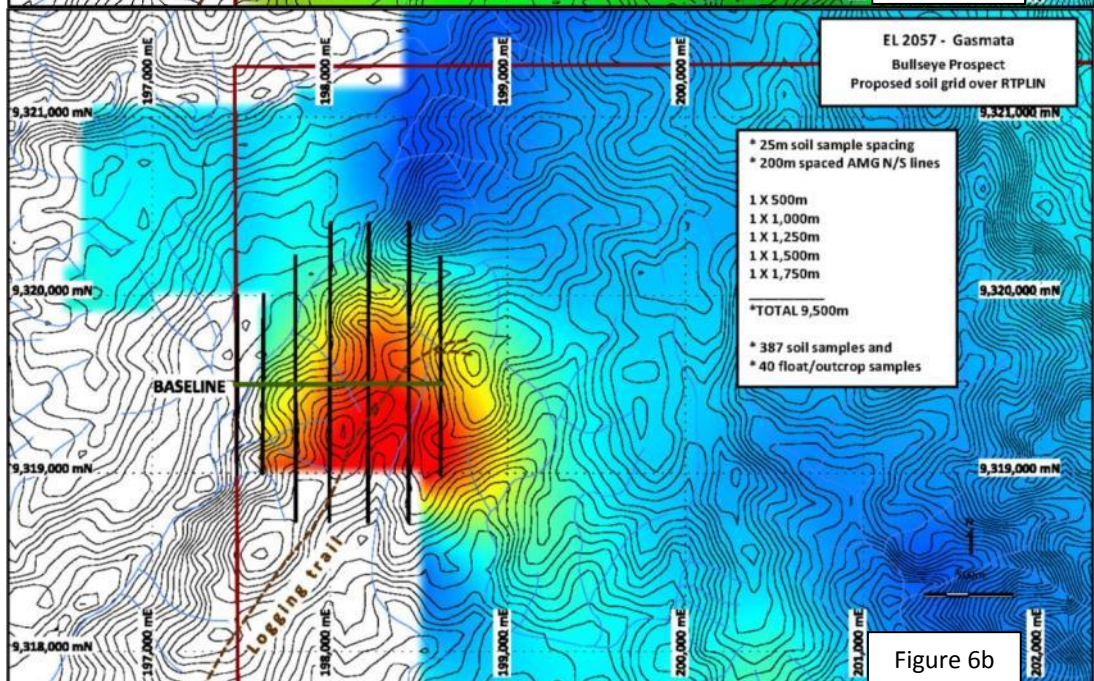 197,000 mE
198,000 mE
199,000 mE
200,000 mE
EL 2057 - Gasmata
Bullseye Prospect
Proposed soil grid over RTPLIN
9,321,000 mN
9,321,000 mN
* 25m soil sample spacing
* 200m spaced AMG N/S lines
1 X 500m
1 X 1,000m
1 X 1,250m
1 X 1,500m
1 X 1,750m
*TOTAL 9,500m
* 387 soil samples and
* 40 float/outcrop samples
9,320,000 mN
9,320,000 mN
BASELINE
9,319,000 mN
9,319,000 mN
N
500m
Logging trail
9,318,000 mN
197,000 mE
198,000 mE
199,000 mE
200,000 mE
201,000 mE
202,000 mE
Figure 6b